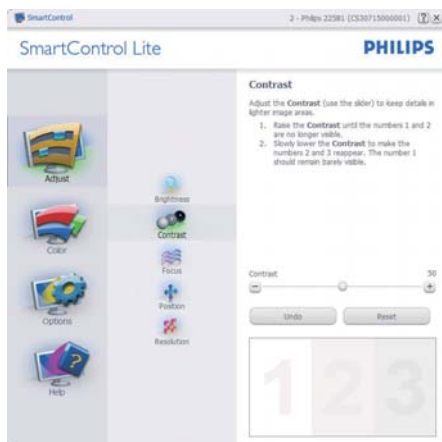 SmartControl
2 - Philips 225B1 (CS30715000001)
SmartControl Lite
PHILIPS
Adjust
Color
Options
Help
Brightness
Contrast
Focus
Position
Resolution
Contrast
Adjust the Contrast (use the slider) to keep details in
lighter image areas.
1. Raise the Contrast until the numbers 1 and 2
are no longer visible.
2. Slowly lower the Contrast to make the
numbers 2 and 3 reappear. The number 1
should remain barely visible.
Contrast
50
Undo
Reset
1 2 3